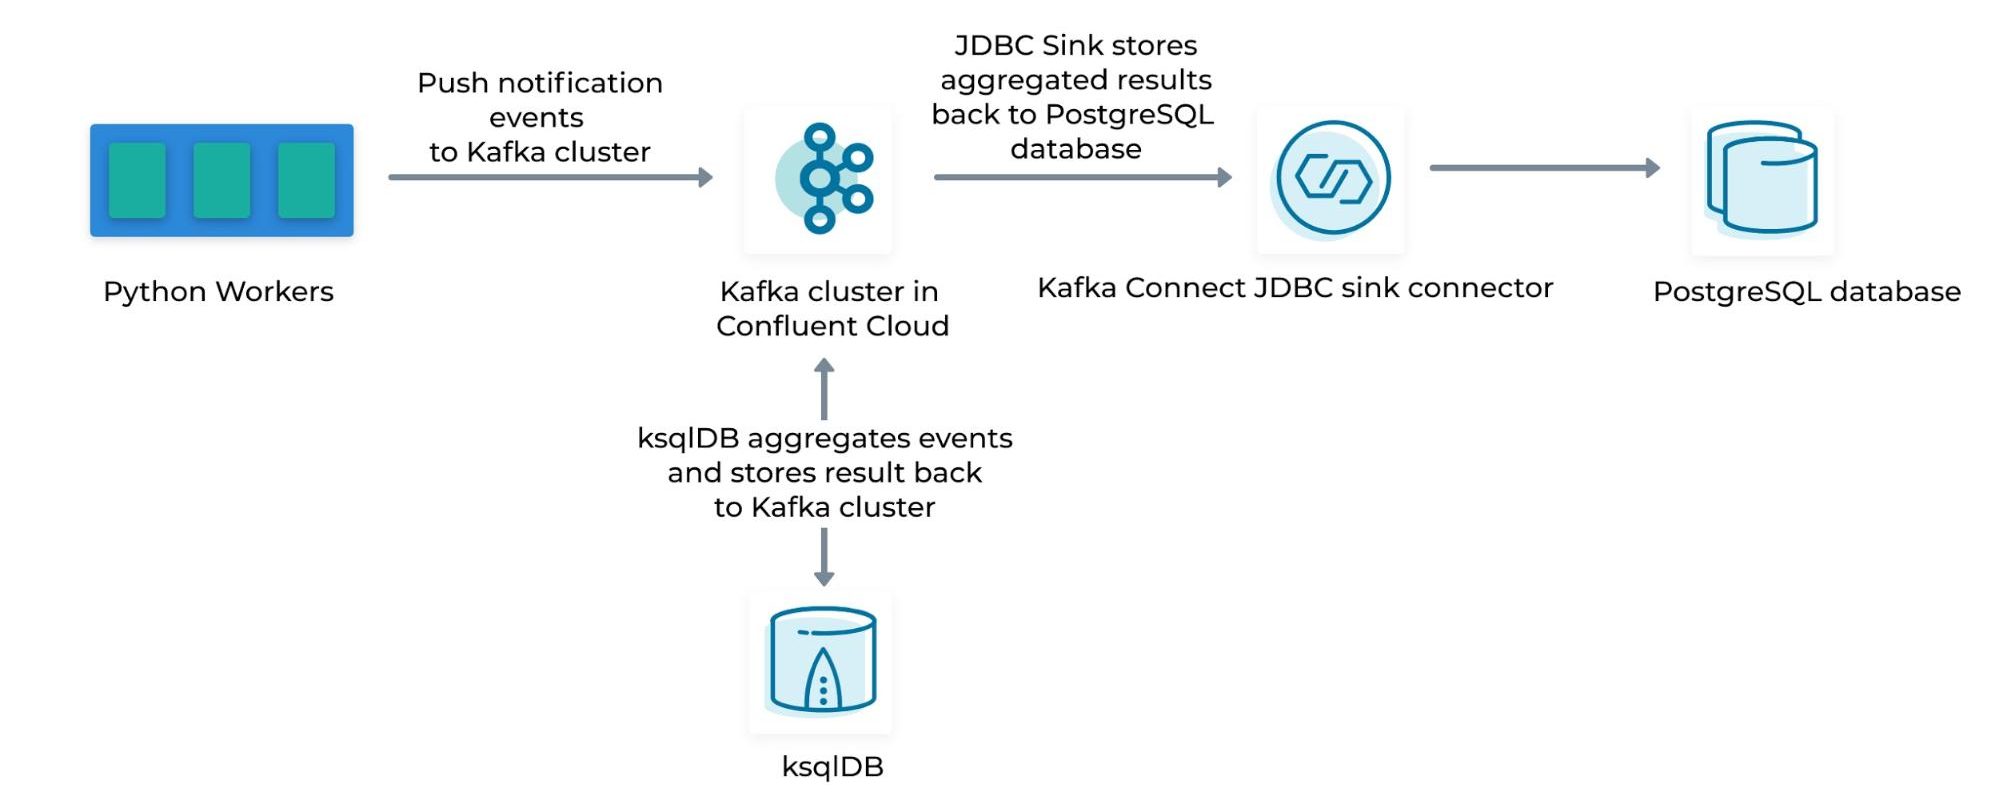 Push notification
events
to Kafka cluster
JDBC Sink stores
aggregated results
back to PostgreSQL
database
Python Workers
Kafka cluster in
Confluent Cloud
Kafka Connect JDBC sink connector
PostgreSQL database
ksqlDB aggregates events
and stores result back
to Kafka cluster
ksqlDB